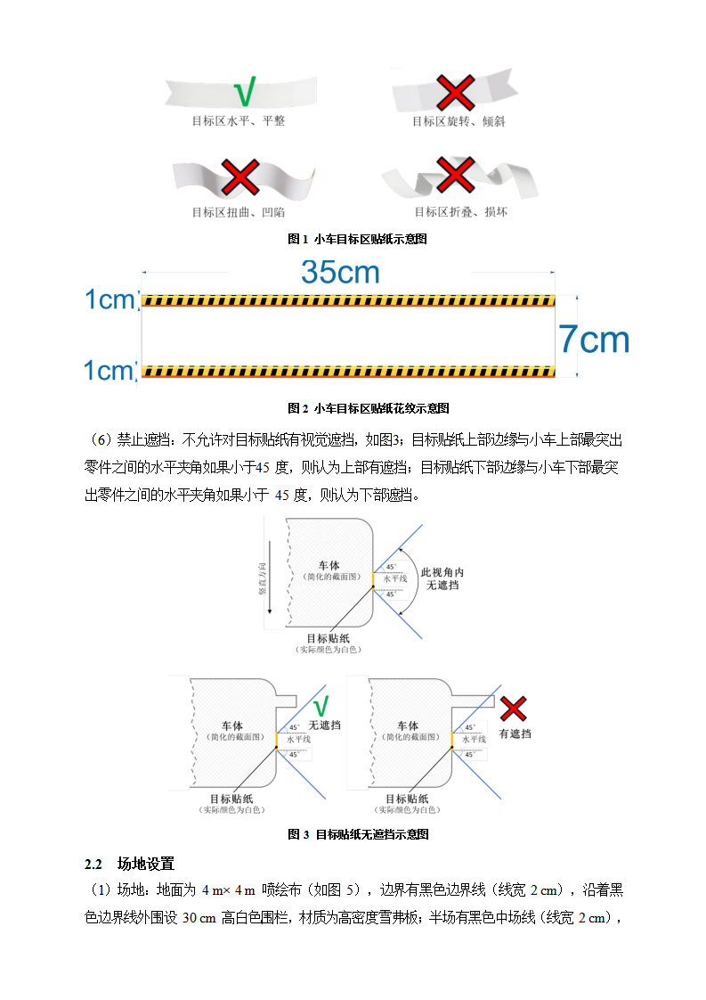 √
目标区水平、平整
目标区旋转、倾斜
目标区扭曲、凹陷
目标区折叠、损坏
图1 小车目标区贴纸示意图
35cm
1cm
7cm
1cm
图2 小车目标区贴纸花纹示意图
（6）禁止遮挡：不允许对目标贴纸有视觉遮挡，如图3；目标贴纸上部边缘与小车上部最突出
零件之间的水平夹角如果小于45 度，则认为上部有遮挡；目标贴纸下部边缘与小车下部最突
出零件之间的水平夹角如果小于 45 度，则认为下部遮挡。
竖直方向
车体
（简化的截面图）
45°
水平线
45°
此视角内
无遮挡
目标贴纸
（实际颜色为白色）
车体
（简化的截面图）
45°
水平线
45°
√
无遮挡
目标贴纸
（实际颜色为白色）
车体
（简化的截面图）
45°
水平线
45°
有遮挡
目标贴纸
（实际颜色为白色）
图 3 目标贴纸无遮挡示意图
2.2 场地设置
（1）场地：地面为 4 m× 4 m 喷绘布（如图 5），边界有黑色边界线（线宽 2 cm），沿着黑
色边界线外围设 30 cm 高白色围栏，材质为高密度雪弗板；半场有黑色中场线（线宽 2 cm），